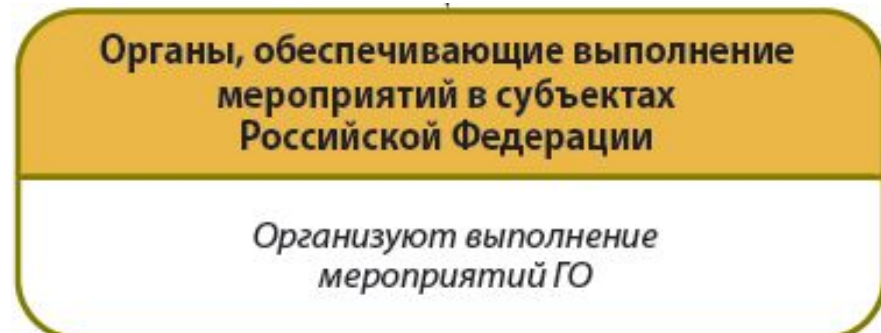 Органы, обеспечивающие выполнение
мероприятий в субъектах
Российской Федерации
Организуют выполнение
мероприятий ГО